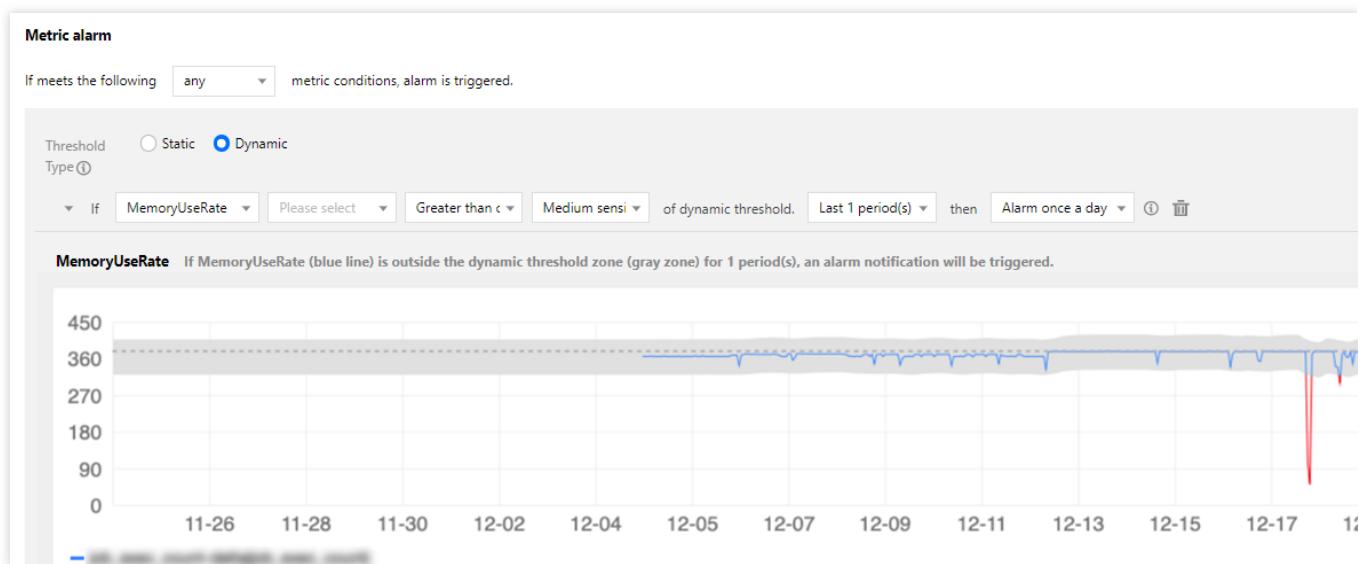 Metric alarm
If meets the following any metric conditions, alarm is triggered.
Threshold Type Static Dynamic
If MemoryUseRate Please select Greater than c Medium sensi of dynamic threshold. Last 1 period(s) then Alarm once a day
MemoryUseRate If MemoryUseRate (blue line) is outside the dynamic threshold zone (gray zone) for 1 period(s), an alarm notification will be triggered.
450
360
270
180
90
0
11-26 11-28 11-30 12-02 12-04 12-05 12-07 12-09 12-11 12-13 12-15 12-17